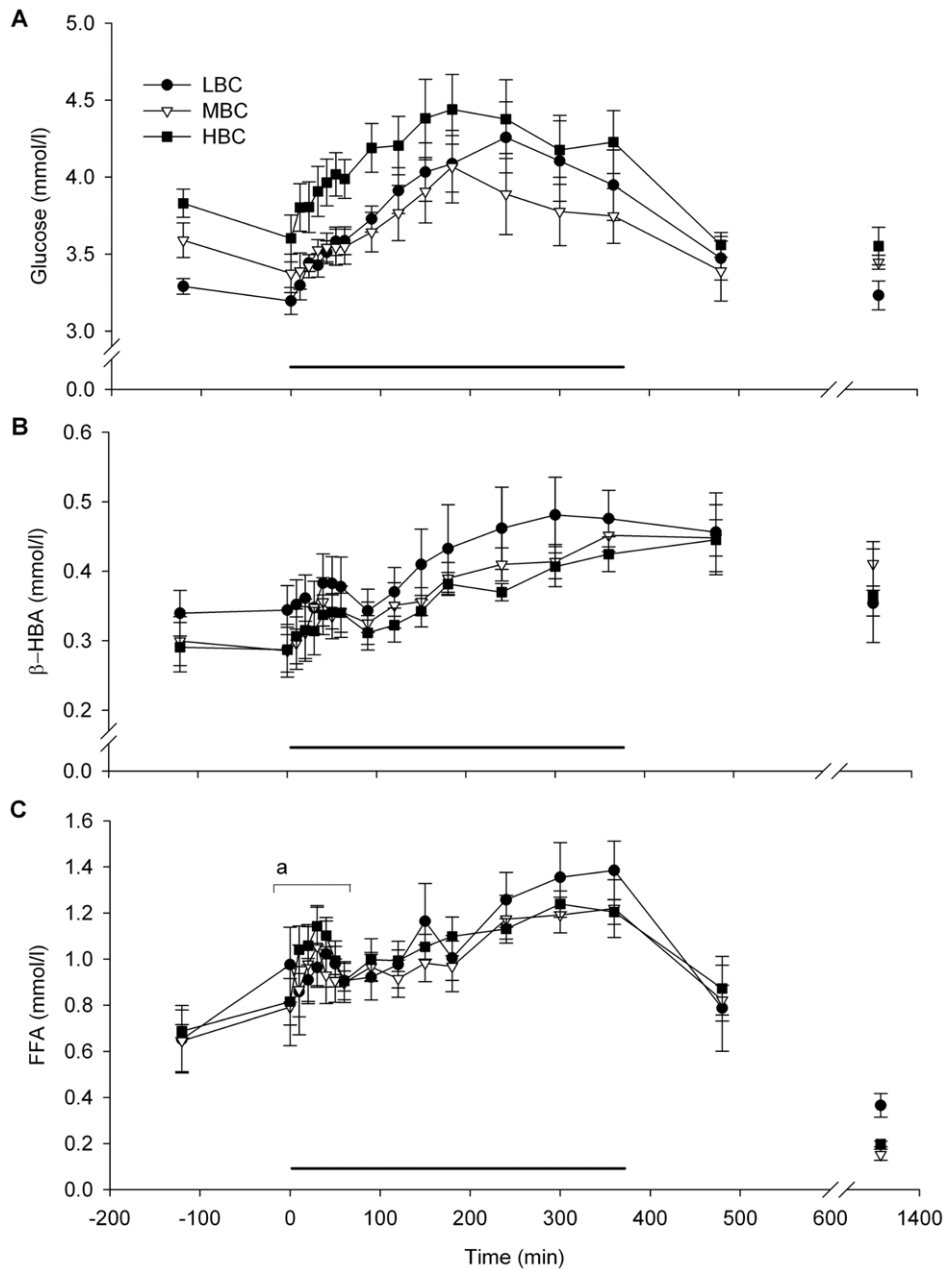 A
5.0
4.5
4.0
3.5
3.0
0.0
Glucose (mmol/l)
LBC
MBC
HBC
B
0.6
0.5
0.4
0.3
0.2
0.0
β−HBA (mmol/l)
C
1.6
1.4
1.2
1.0
0.8
0.6
0.4
0.2
0.0
FFA (mmol/l)
a
-200 -100 0 100 200 300 400 500 600 1400
Time (min)